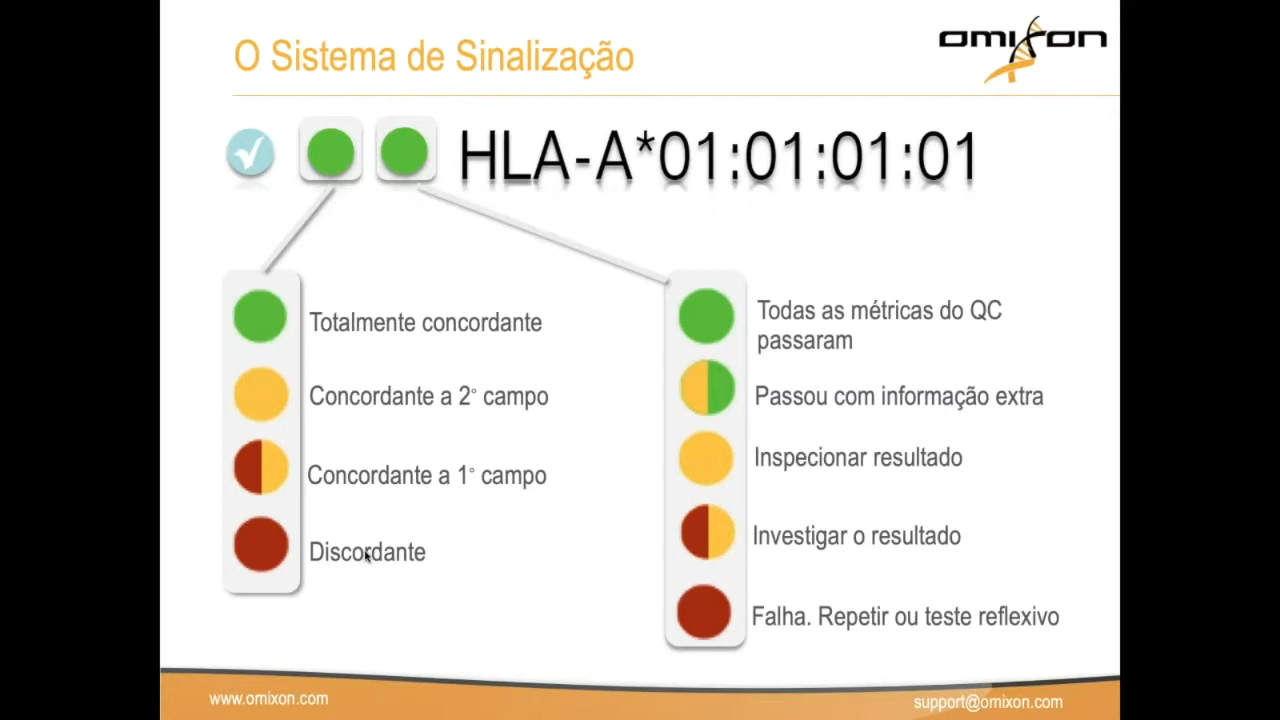 O Sistema de Sinalização
omixon
HLA-A*01:01:01:01
Totalmente concordante
Concordante a 2° campo
Concordante a 1° campo
Discordante
Todas as métricas do QC
passaram
Passou com informação extra
Inspecionar resultado
Investigar o resultado
Falha. Repetir ou teste reflexivo
www.omixon.com
support@omixon.com